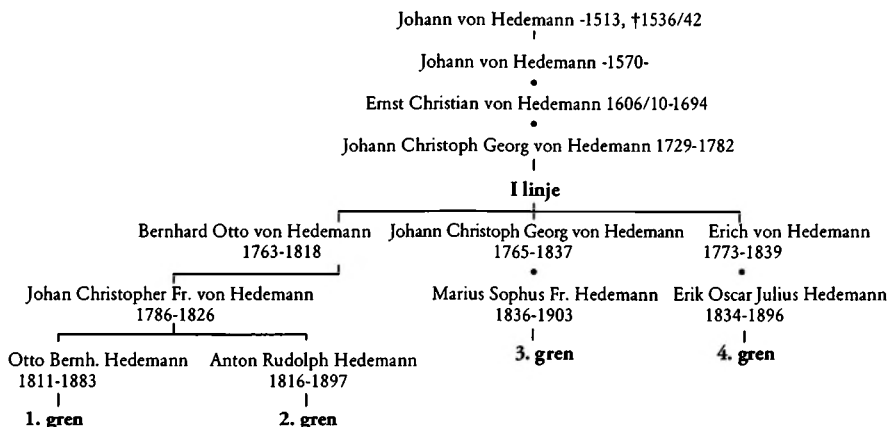 Johann von Hedemann -1513, †1536/42
Johann von Hedemann -1570-
Ernst Christian von Hedemann 1606/10-1694
Johann Christoph Georg von Hedemann 1729-1782
I linje
Bernhard Otto von Hedemann Johann Christoph Georg von Hedemann Erich von Hedemann
1763-1818 1765-1837 1773-1839
Johan Christopher Fr. von Hedemann Marius Sophus Fr. Hedemann Erik Oscar Julius Hedemann
1786-1826 1836-1903 1834-1896
Otto Bernh. Hedemann Anton Rudolph Hedemann 3. gren 4. gren
1811-1883 1816-1897
1. gren 2. gren